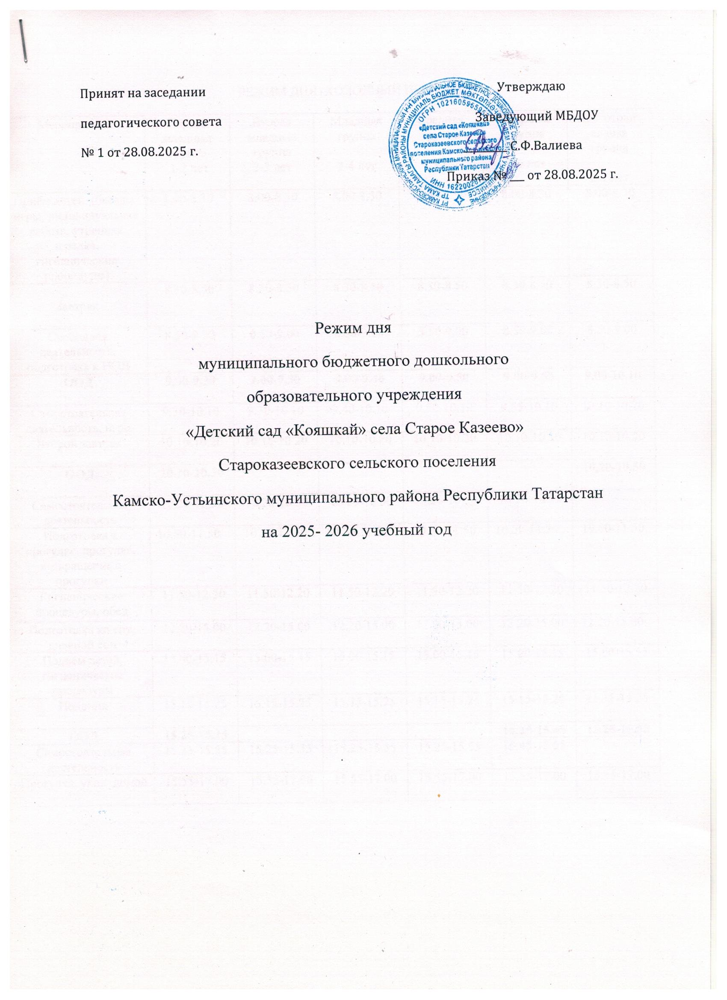 Принят на заседании
педагогического совета
№ 1 от 28.08.2025 г.
Утверждаю
Заведующий МБДОУ
С.Ф.Валиева
Приказ № __ от 28.08.2025 г.
«Детский сад «Кояшкай»
села Старое Казеево»
Староказеевского сельского
поселения Камско-Устьинского
муниципального района
Республики Татарстан
Режим дня
муниципального бюджетного дошкольного
образовательного учреждения
«Детский сад «Кояшкай» села Старое Казеево»
Староказеевского сельского поселения
Камско-Устьинского муниципального района Республики Татарстан
на 2025- 2026 учебный год